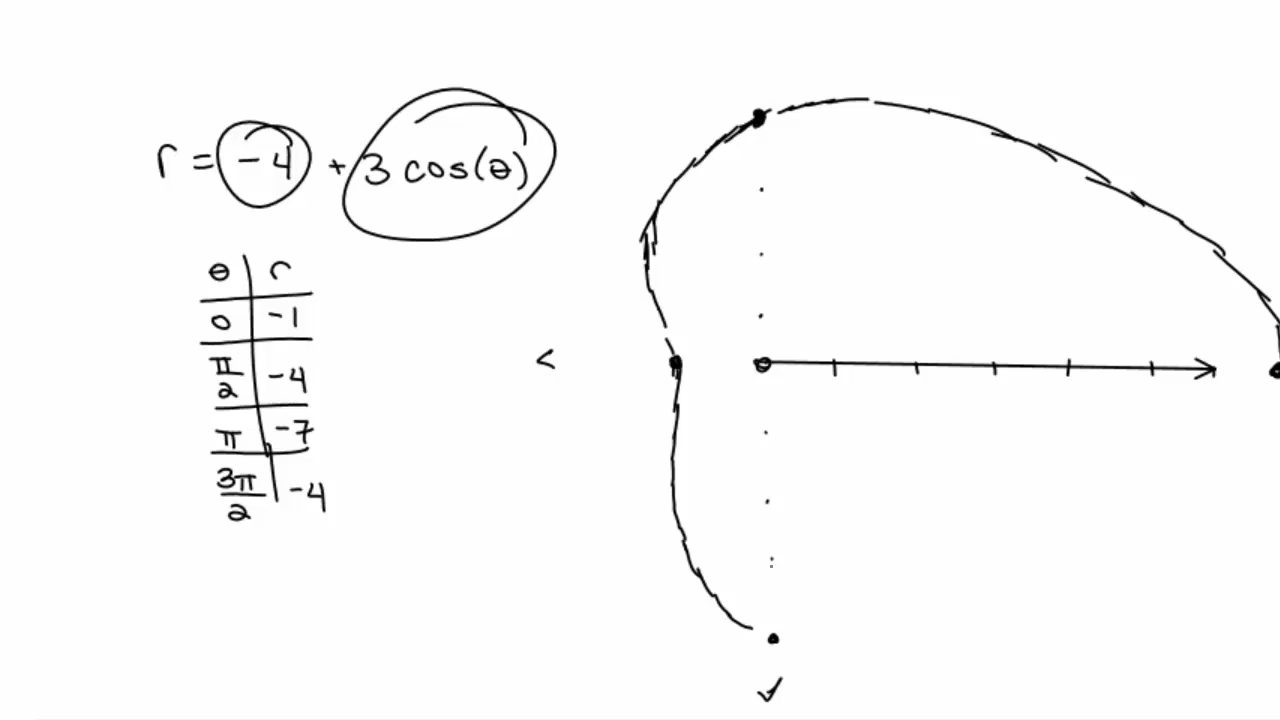 r = -4 + 3 cos(θ)
θ r
0 -1
π/2 -4
π -7
3π/2 -4